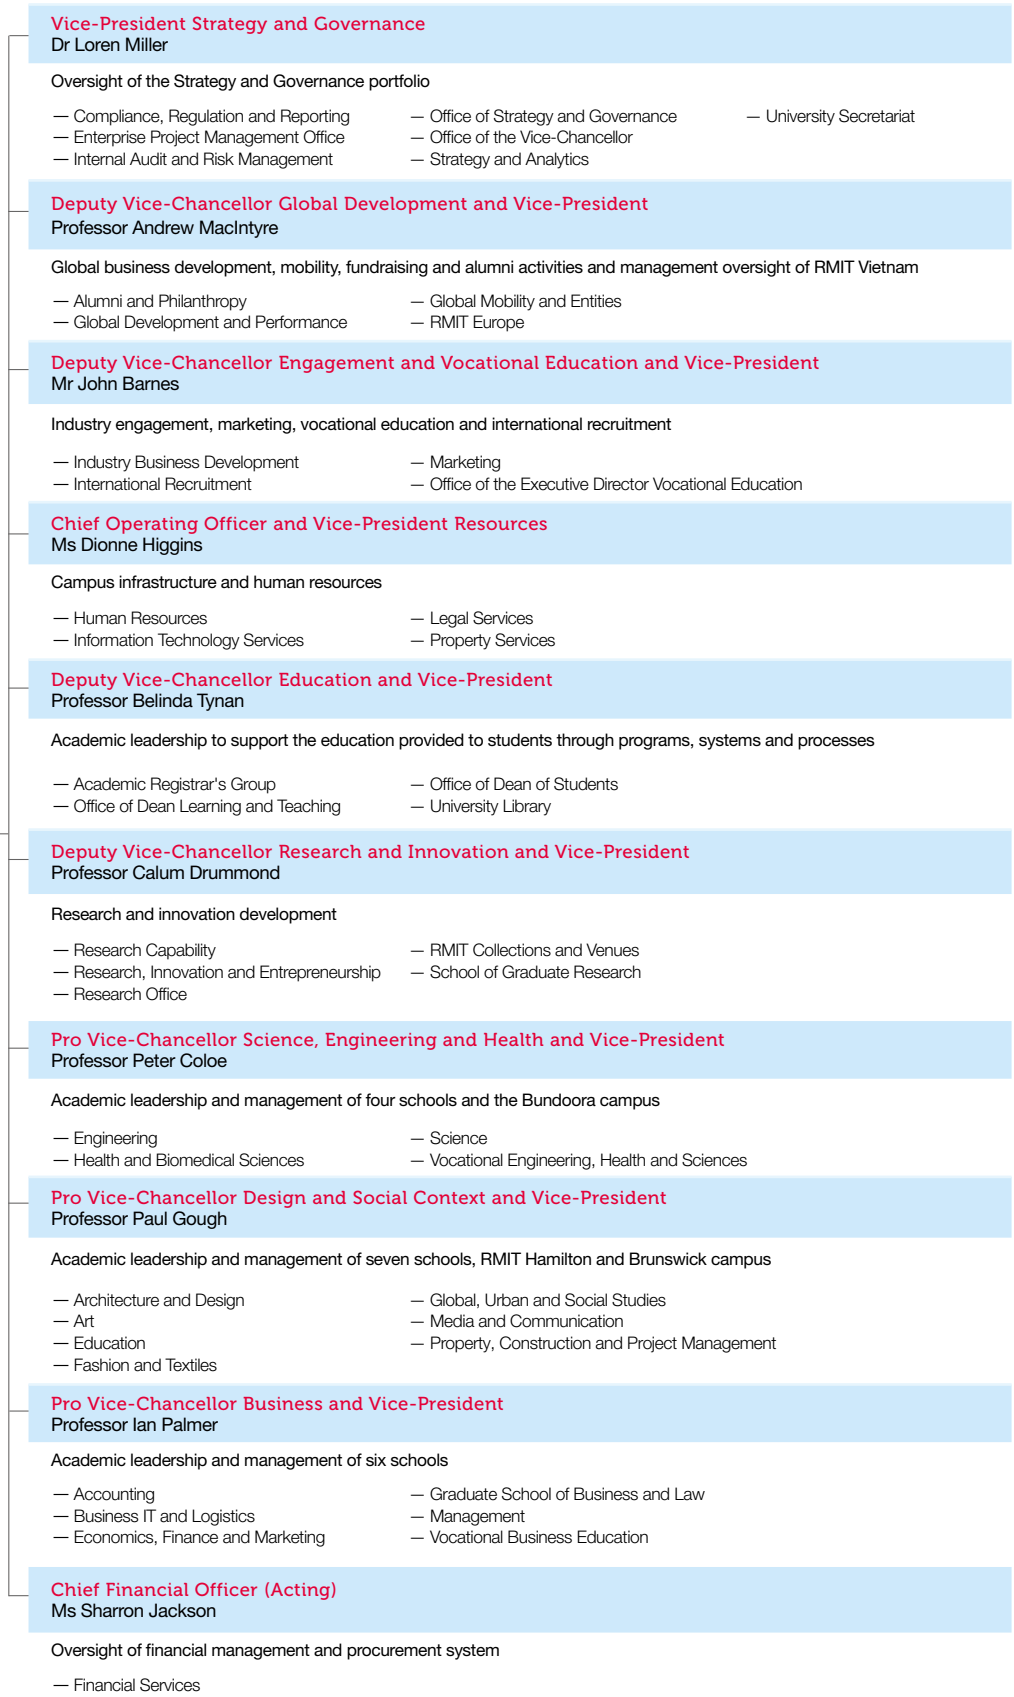 Vice-President Strategy and Governance
Dr Loren Miller
Oversight of the Strategy and Governance portfolio
— Compliance, Regulation and Reporting
— Enterprise Project Management Office
— Internal Audit and Risk Management
— Office of Strategy and Governance
— Office of the Vice-Chancellor
— Strategy and Analytics
— University Secretariat
Deputy Vice-Chancellor Global Development and Vice-President
Professor Andrew MacIntyre
Global business development, mobility, fundraising and alumni activities and management oversight of RMIT Vietnam
— Alumni and Philanthropy
— Global Development and Performance
— Global Mobility and Entities
— RMIT Europe
Deputy Vice-Chancellor Engagement and Vocational Education and Vice-President
Mr John Barnes
Industry engagement, marketing, vocational education and international recruitment
— Industry Business Development
— International Recruitment
— Marketing
— Office of the Executive Director Vocational Education
Chief Operating Officer and Vice-President Resources
Ms Dionne Higgins
Campus infrastructure and human resources
— Human Resources
— Information Technology Services
— Legal Services
— Property Services
Deputy Vice-Chancellor Education and Vice-President
Professor Belinda Tynan
Academic leadership to support the education provided to students through programs, systems and processes
— Academic Registrar's Group
— Office of Dean Learning and Teaching
— Office of Dean of Students
— University Library
Deputy Vice-Chancellor Research and Innovation and Vice-President
Professor Calum Drummond
Research and innovation development
— Research Capability
— Research, Innovation and Entrepreneurship
— Research Office
— RMIT Collections and Venues
— School of Graduate Research
Pro Vice-Chancellor Science, Engineering and Health and Vice-President
Professor Peter Coloe
Academic leadership and management of four schools and the Bundoora campus
— Engineering
— Health and Biomedical Sciences
— Science
— Vocational Engineering, Health and Sciences
Pro Vice-Chancellor Design and Social Context and Vice-President
Professor Paul Gough
Academic leadership and management of seven schools, RMIT Hamilton and Brunswick campus
— Architecture and Design
— Art
— Education
— Fashion and Textiles
— Global, Urban and Social Studies
— Media and Communication
— Property, Construction and Project Management
Pro Vice-Chancellor Business and Vice-President
Professor Ian Palmer
Academic leadership and management of six schools
— Accounting
— Business IT and Logistics
— Economics, Finance and Marketing
— Graduate School of Business and Law
— Management
— Vocational Business Education
Chief Financial Officer (Acting)
Ms Sharron Jackson
Oversight of financial management and procurement system
— Financial Services